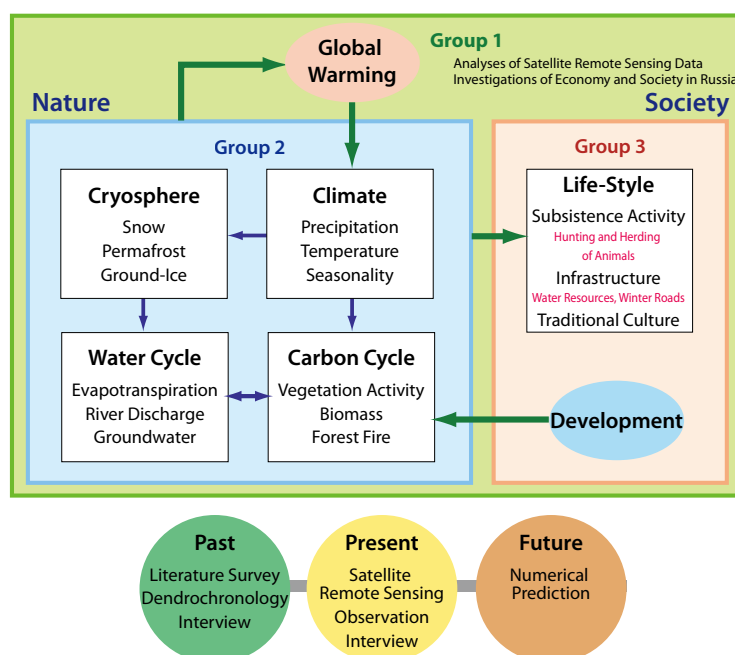 Global
Warming
Group 1
Analyses of Satellite Remote Sensing Data
Investigations of Economy and Society in Russia
Nature
Society
Group 2
Cryosphere
Snow
Permafrost
Ground-Ice
Climate
Precipitation
Temperature
Seasonality
Water Cycle
Evapotranspiration
River Discharge
Groundwater
Carbon Cycle
Vegetation Activity
Biomass
Forest Fire
Group 3
Life-Style
Subsistence Activity
Hunting and Herding
of Animals
Infrastructure
Water Resources, Winter Roads
Traditional Culture
Development
Past
Literature Survey
Dendrochronology
Interview
Present
Satellite
Remote Sensing
Observation
Interview
Future
Numerical
Prediction